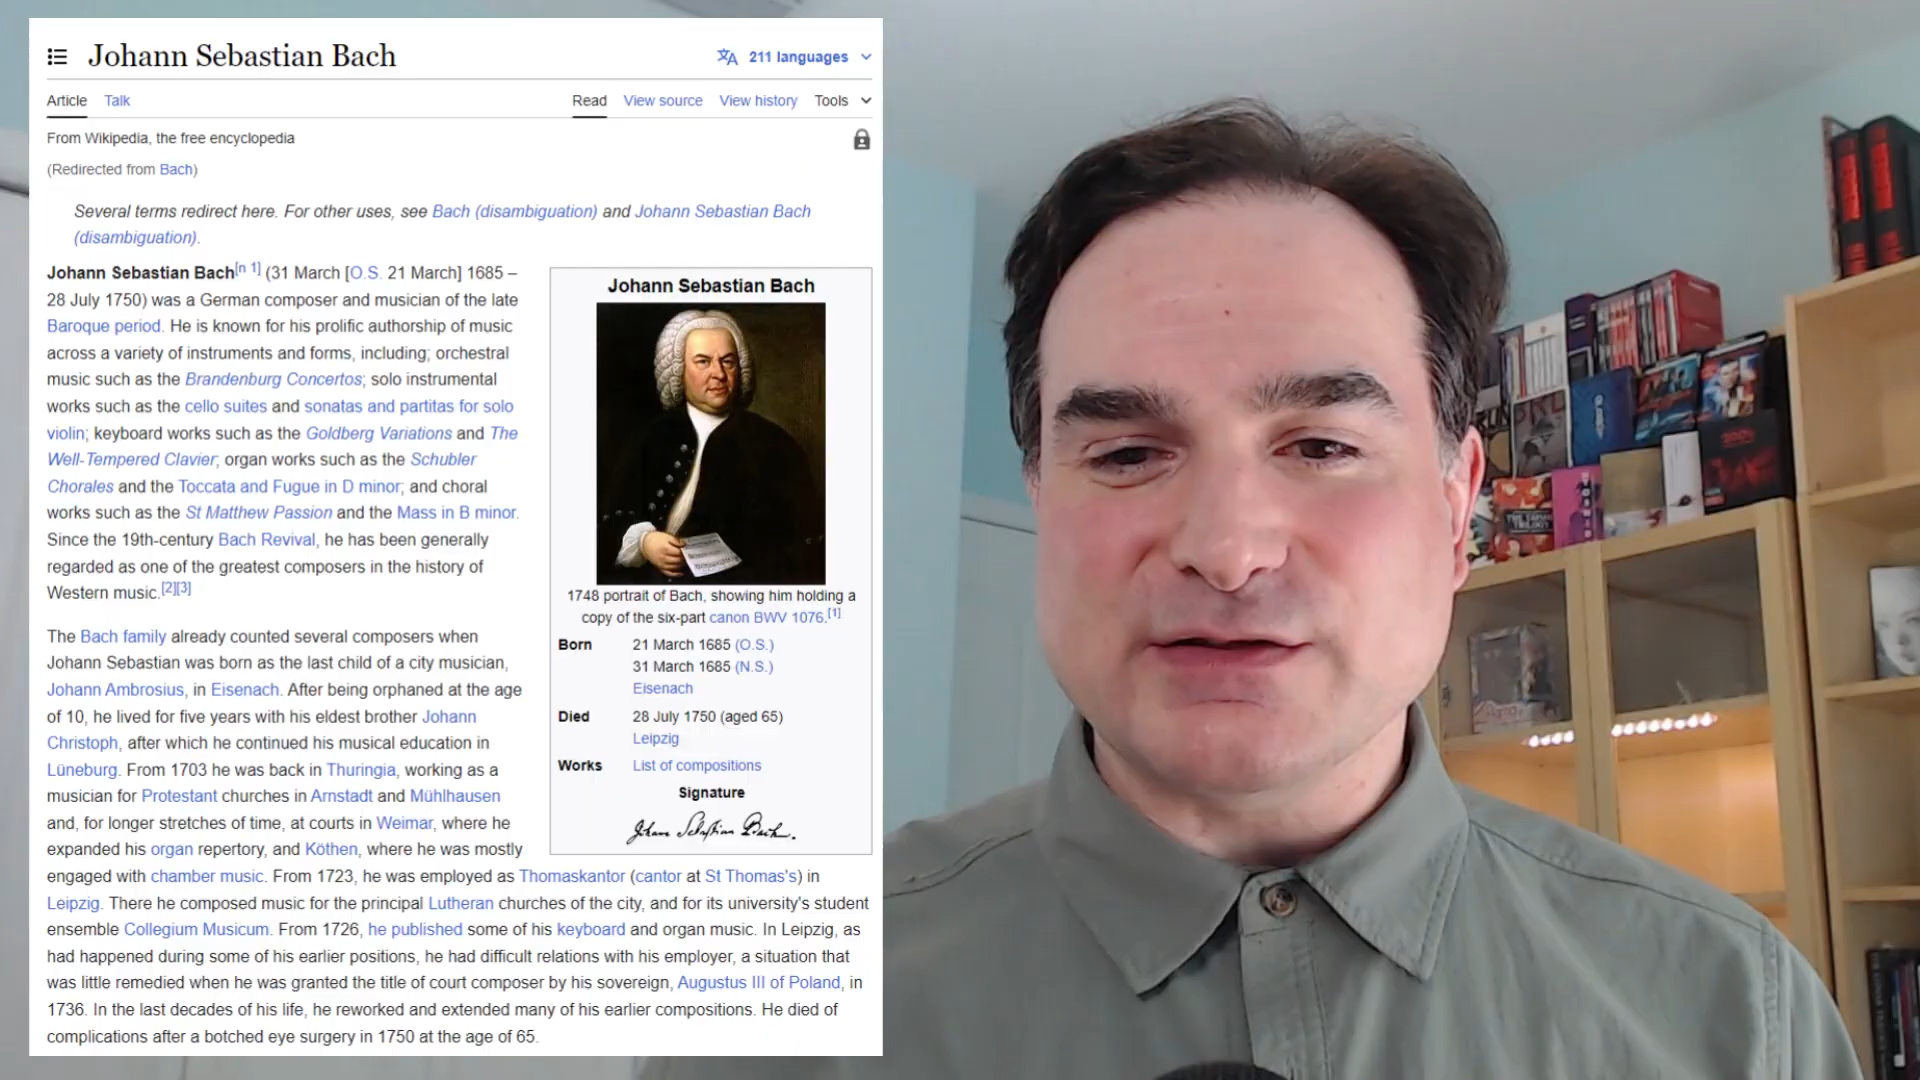 Johann Sebastian Bach
211 languages
Article Talk Read View source View history Tools
From Wikipedia, the free encyclopedia
(Redirected from Bach)
Several terms redirect here. For other uses, see Bach (disambiguation) and Johann Sebastian Bach
(disambiguation).
Johann Sebastian Bach[n 1] (31 March [O.S. 21 March] 1685 –
28 July 1750) was a German composer and musician of the late
Baroque period. He is known for his prolific authorship of music
across a variety of instruments and forms, including; orchestral
music such as the Brandenburg Concertos; solo instrumental
works such as the cello suites and sonatas and partitas for solo
violin; keyboard works such as the Goldberg Variations and The
Well-Tempered Clavier; organ works such as the Schubler
Chorales and the Toccata and Fugue in D minor; and choral
works such as the St Matthew Passion and the Mass in B minor.
Since the 19th-century Bach Revival, he has been generally
regarded as one of the greatest composers in the history of
Western music.[2][3]
Johann Sebastian Bach
1748 portrait of Bach, showing him holding a
copy of the six-part canon BWV 1076.[1]
Born 21 March 1685 (O.S.)
31 March 1685 (N.S.)
Eisenach
Died 28 July 1750 (aged 65)
Leipzig
Works List of compositions
Signature
Johann Sebastian Bach.
The Bach family already counted several composers when
Johann Sebastian was born as the last child of a city musician,
Johann Ambrosius, in Eisenach. After being orphaned at the age
of 10, he lived for five years with his eldest brother Johann
Christoph, after which he continued his musical education in
Lüneburg. From 1703 he was back in Thuringia, working as a
musician for Protestant churches in Arnstadt and Mühlhausen
and, for longer stretches of time, at courts in Weimar, where he
expanded his organ repertory, and Köthen, where he was mostly
engaged with chamber music. From 1723, he was employed as Thomaskantor (cantor at St Thomas's) in
Leipzig. There he composed music for the principal Lutheran churches of the city, and for its university's student
ensemble Collegium Musicum. From 1726, he published some of his keyboard and organ music. In Leipzig, as
had happened during some of his earlier positions, he had difficult relations with his employer, a situation that
was little remedied when he was granted the title of court composer by his sovereign, Augustus III of Poland, in
1736. In the last decades of his life, he reworked and extended many of his earlier compositions. He died of
complications after a botched eye surgery in 1750 at the age of 65.